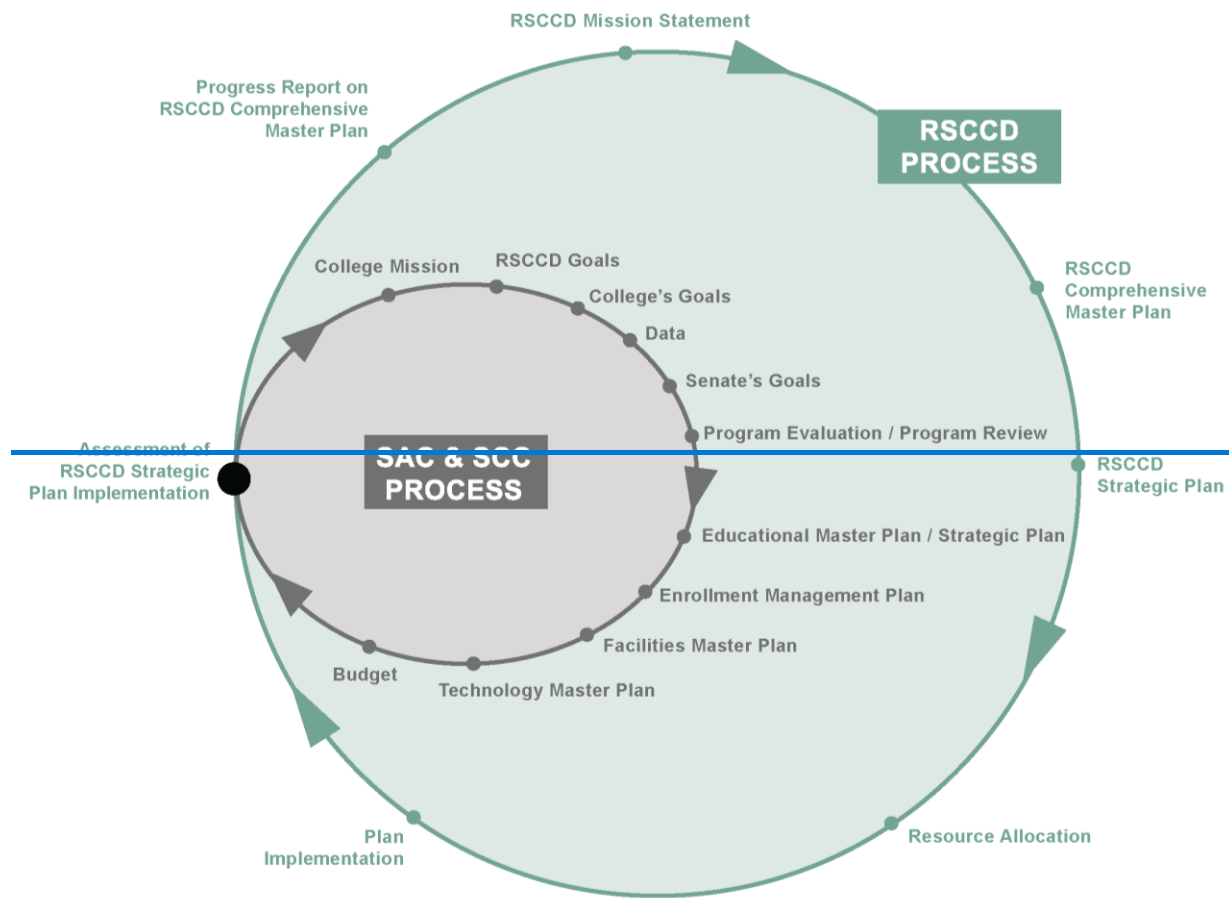 RSCCD Mission Statement
Progress Report on
RSCCD Comprehensive
Master Plan
RSCCD
PROCESS
College Mission
RSCCD Goals
RSCCD
Comprehensive
Master Plan
College's Goals
Data
Senate's Goals
Program Evaluation / Program Review
Assessment of
RSCCD Strategic
Plan Implementation
SAC & SCC
PROCESS
RSCCD
Strategic Plan
Educational Master Plan / Strategic Plan
Enrollment Management Plan
Facilities Master Plan
Budget
Technology Master Plan
Plan
Implementation
Resource Allocation